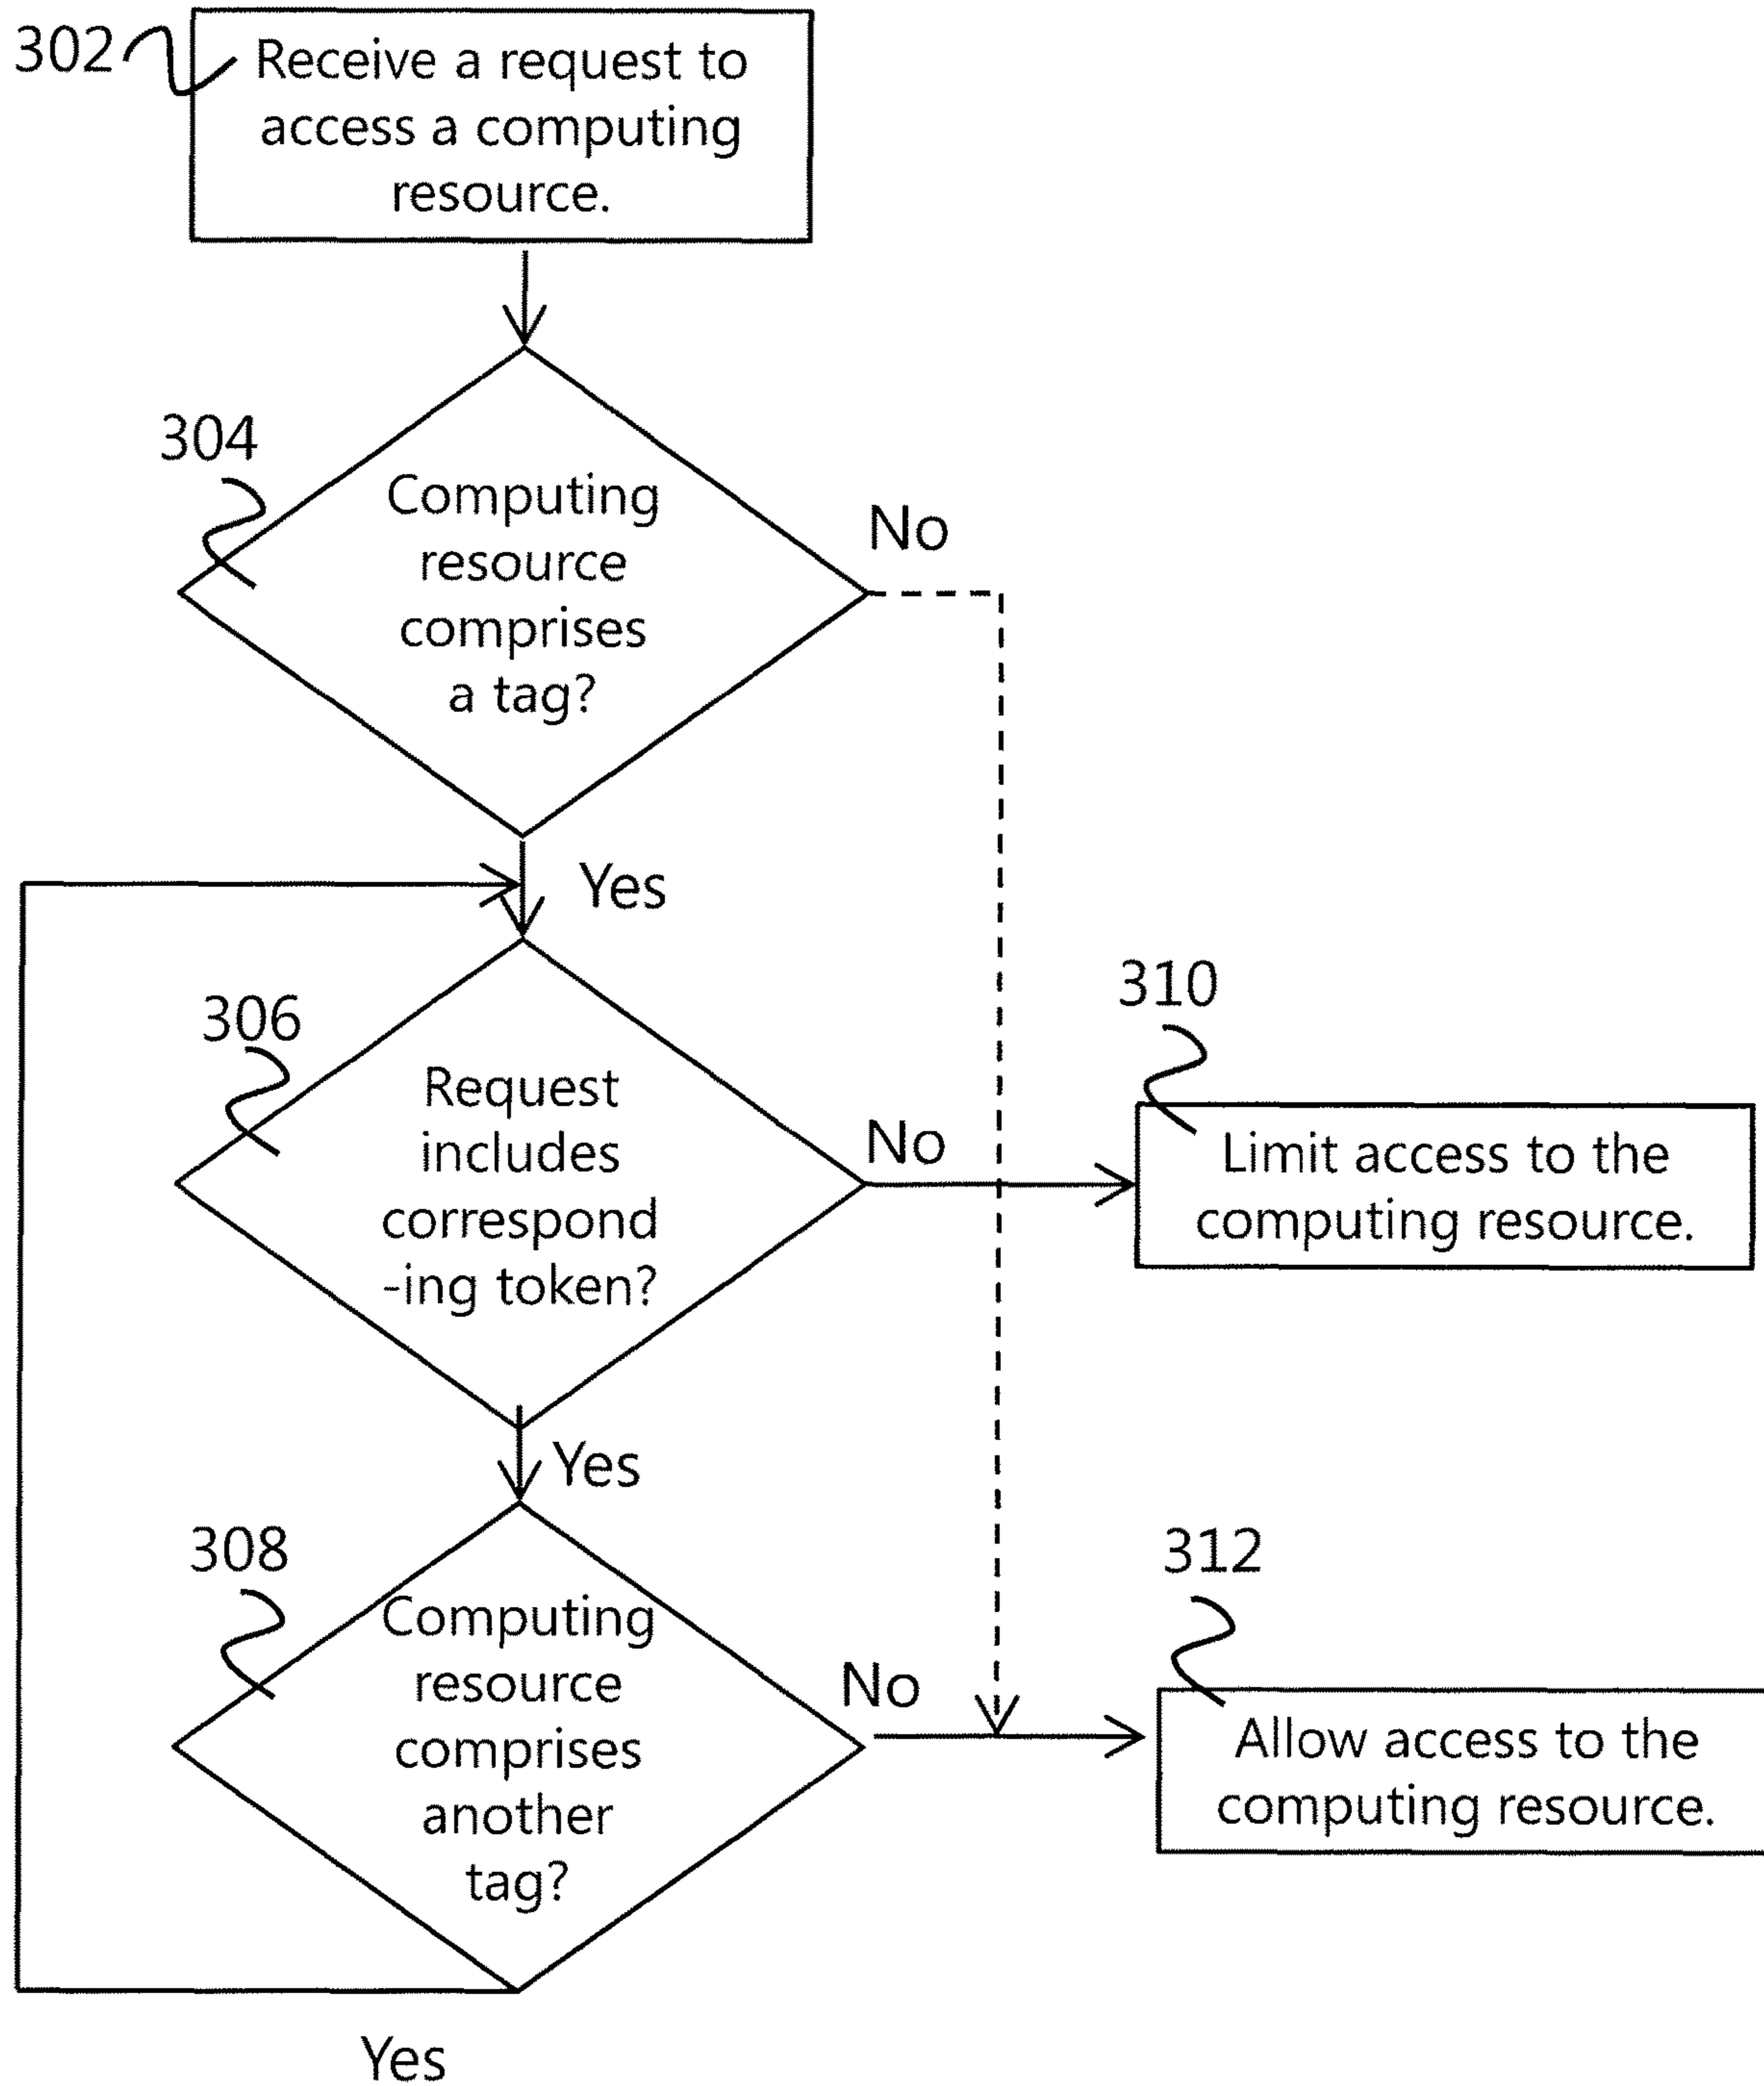 302
Receive a request to
access a computing
resource.
304
Computing
resource
comprises
a tag?
No
Yes
306
Request
includes
correspond
-ing token?
No
310
Limit access to the
computing resource.
Yes
308
Computing
resource
comprises
another
tag?
No
312
Allow access to the
computing resource.
Yes